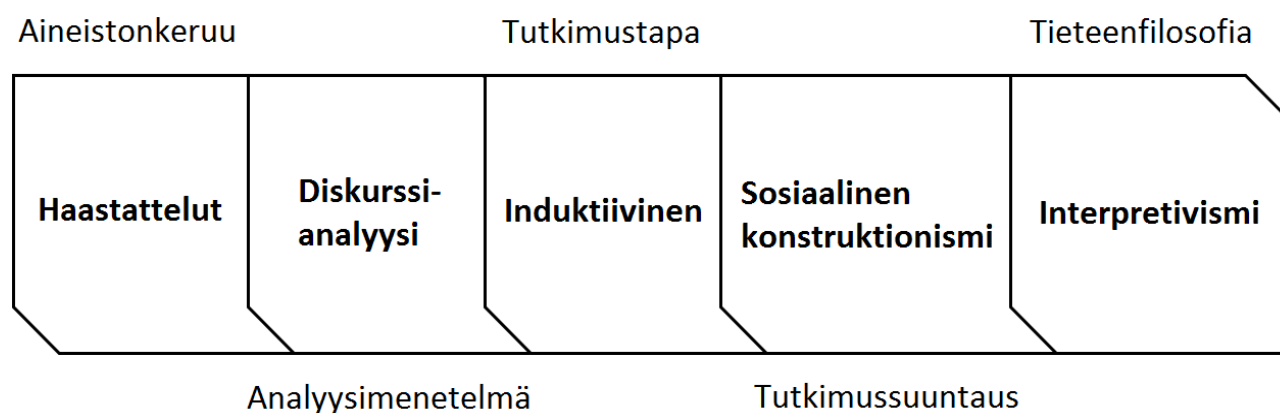 Aineistonkeruu
Tutkimustapa
Tieteenfilosofia
Haastattelut
Diskurssi-
analyysi
Induktiivinen
Sosiaalinen
konstruktionismi
Interpretivismi
Analyysimenetelmä
Tutkimussuuntaus